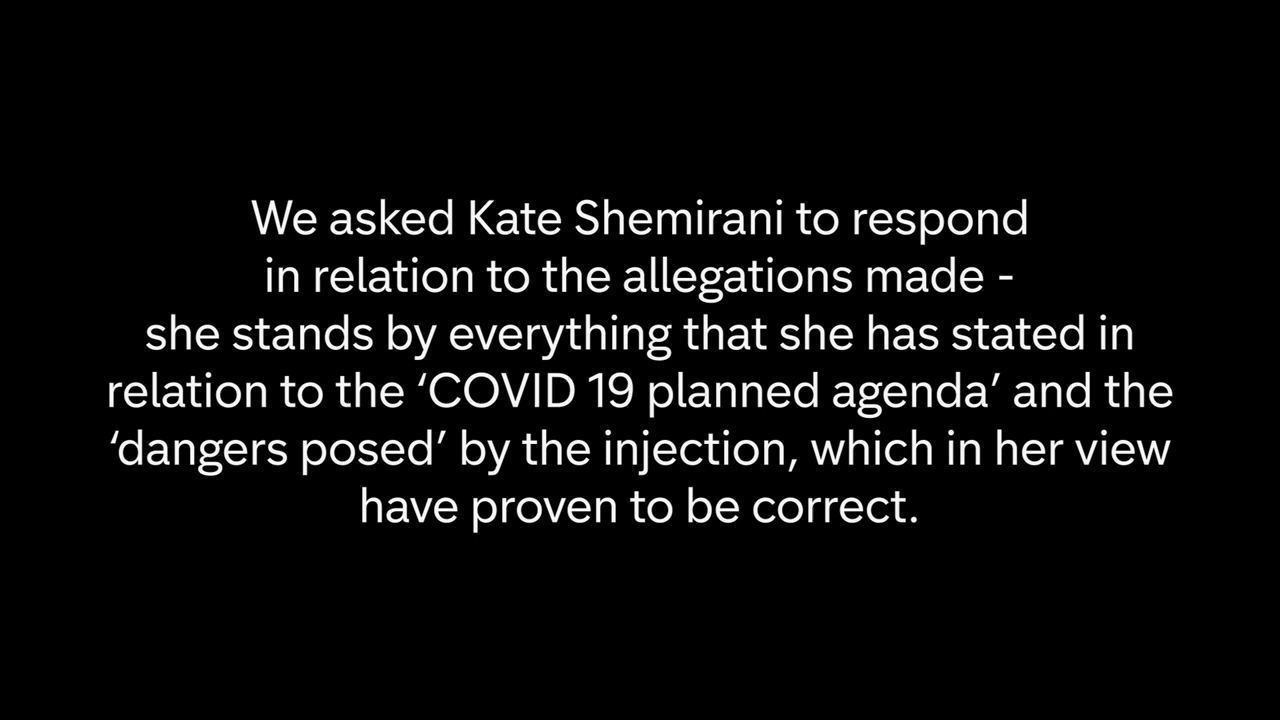 We asked Kate Shemirani to respond
in relation to the allegations made -
she stands by everything that she has stated in
relation to the ‘COVID 19 planned agenda’ and the
‘dangers posed’ by the injection, which in her view
have proven to be correct.